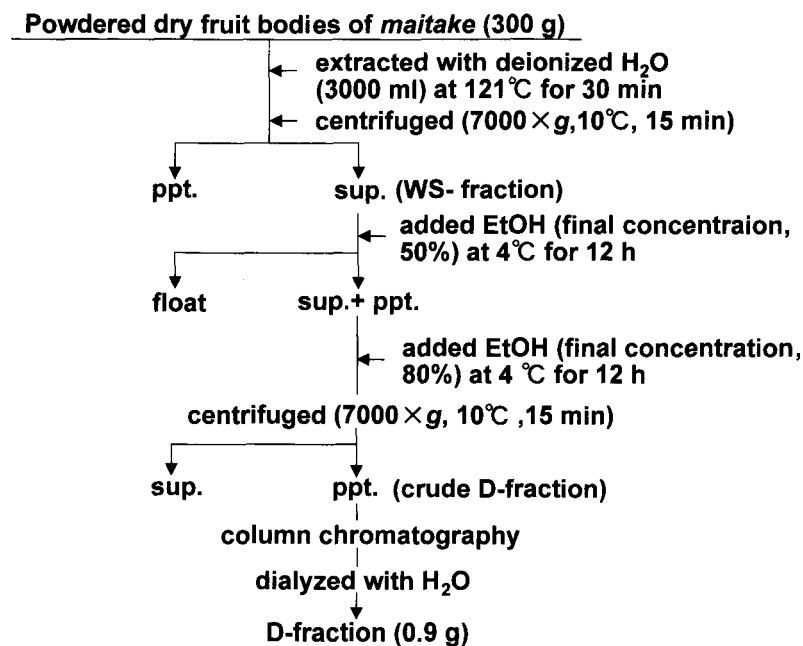 Powdered dry fruit bodies of maitake (300 g)
extracted with deionized H₂O
(3000 ml) at 121℃ for 30 min
centrifuged (7000×g,10℃, 15 min)
ppt.
sup. (WS- fraction)
added EtOH (final concentraion,
50%) at 4℃ for 12 h
float
sup.+ ppt.
added EtOH (final concentration,
80%) at 4 ℃ for 12 h
centrifuged (7000×g, 10℃ ,15 min)
sup.
ppt. (crude D-fraction)
column chromatography
dialyzed with H₂O
D-fraction (0.9 g)